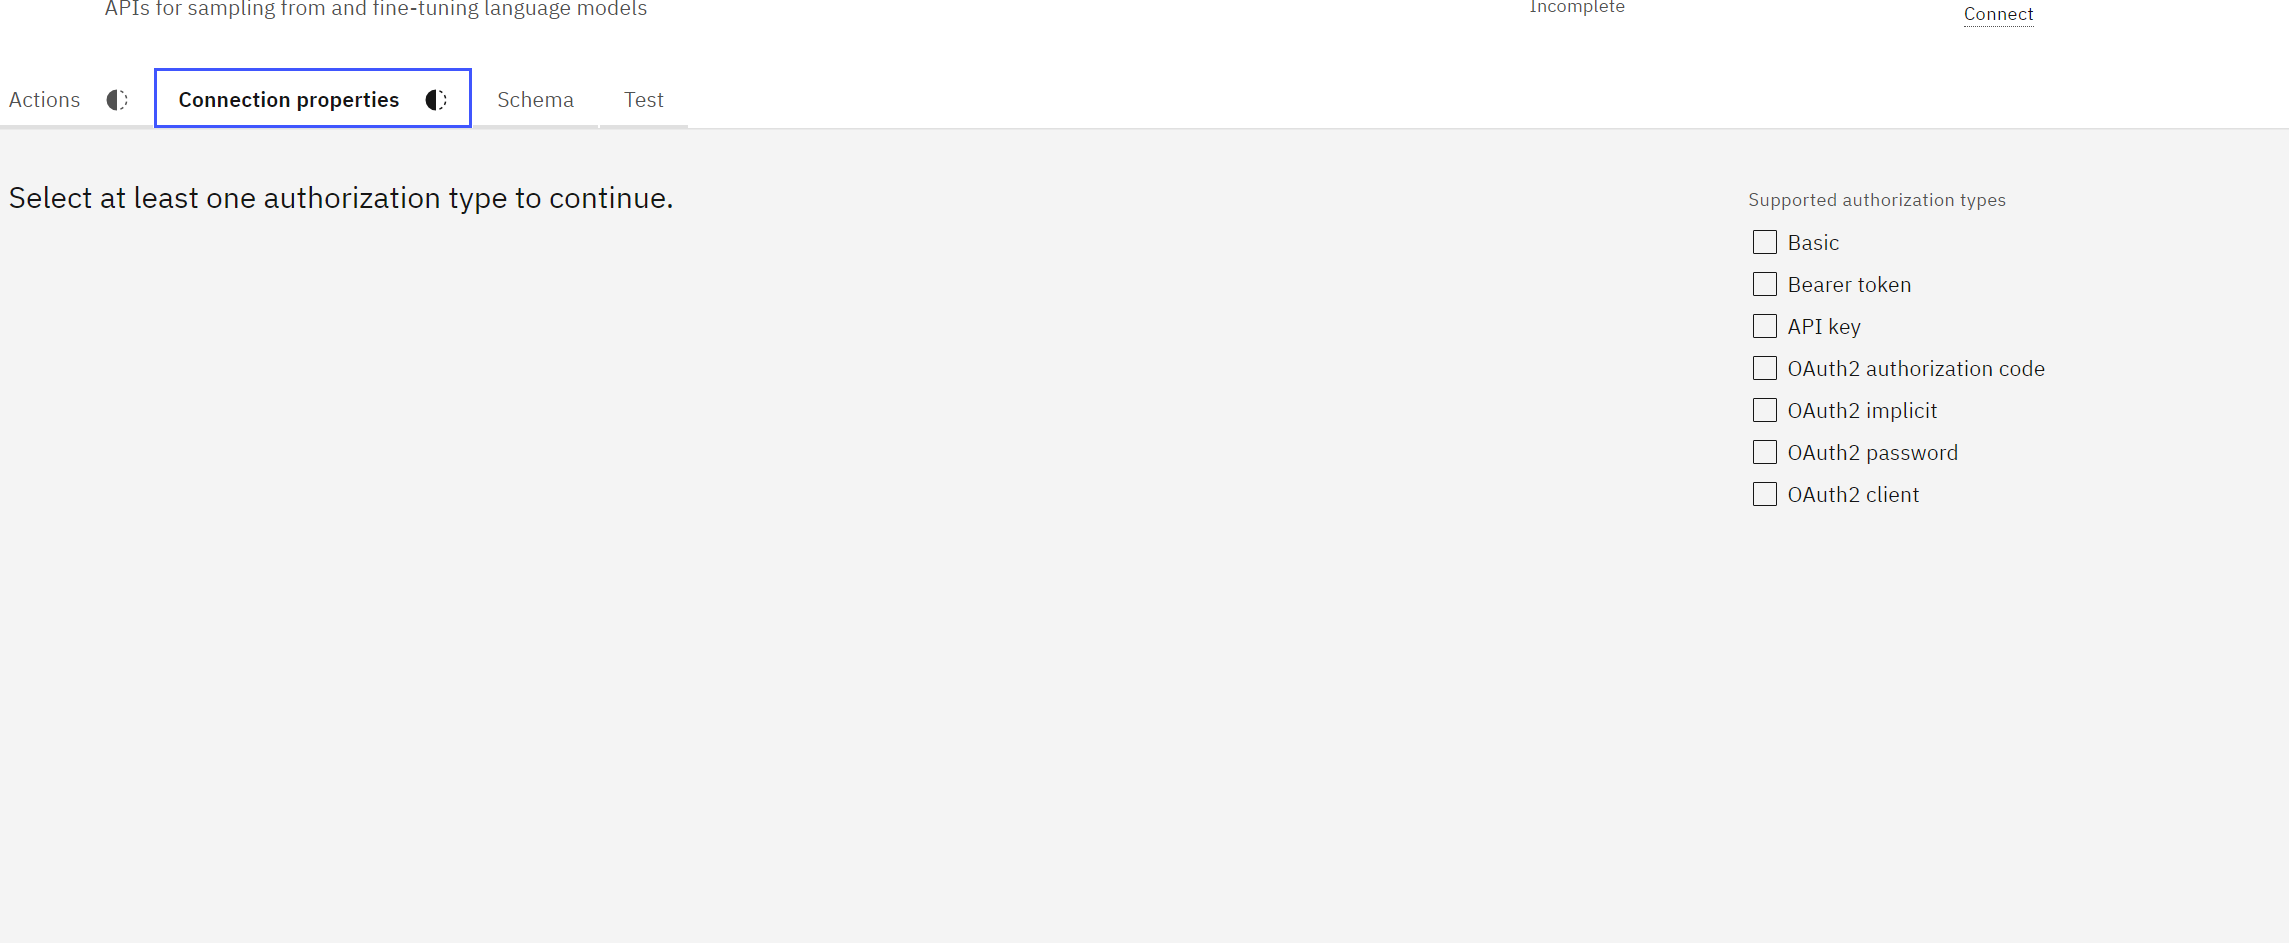 APIs for sampling from and fine-tuning language models
Incomplete
Connect
Actions
Connection properties
Schema
Test
Select at least one authorization type to continue.
Supported authorization types
Basic
Bearer token
API key
OAuth2 authorization code
OAuth2 implicit
OAuth2 password
OAuth2 client